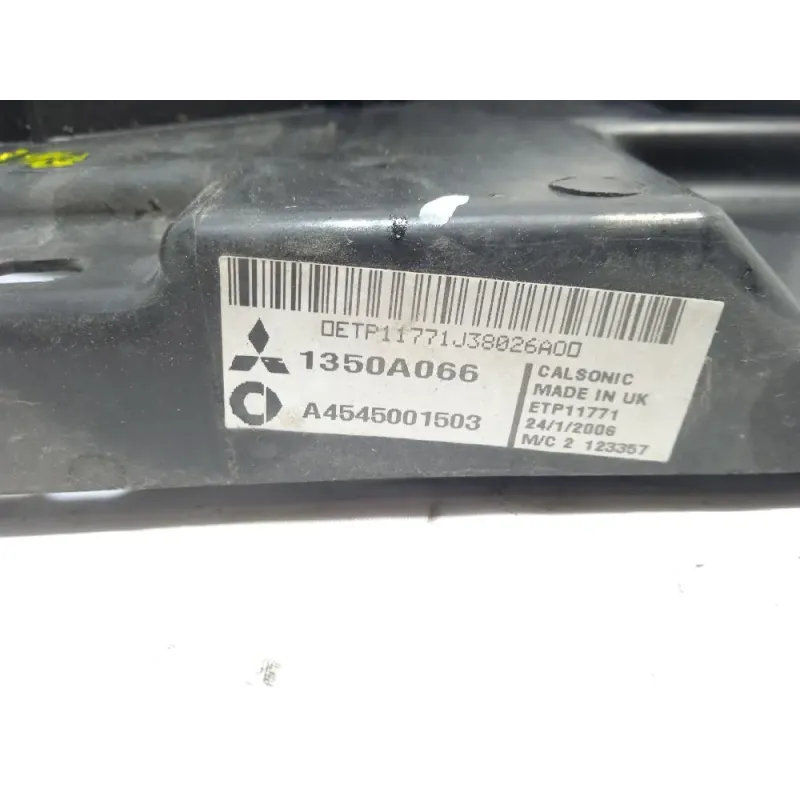 0ETP11771J38026A00
1350A066
A4545001503
CALSONIC
MADE IN UK
ETP11771
24/1/2006
M/C 2 123357